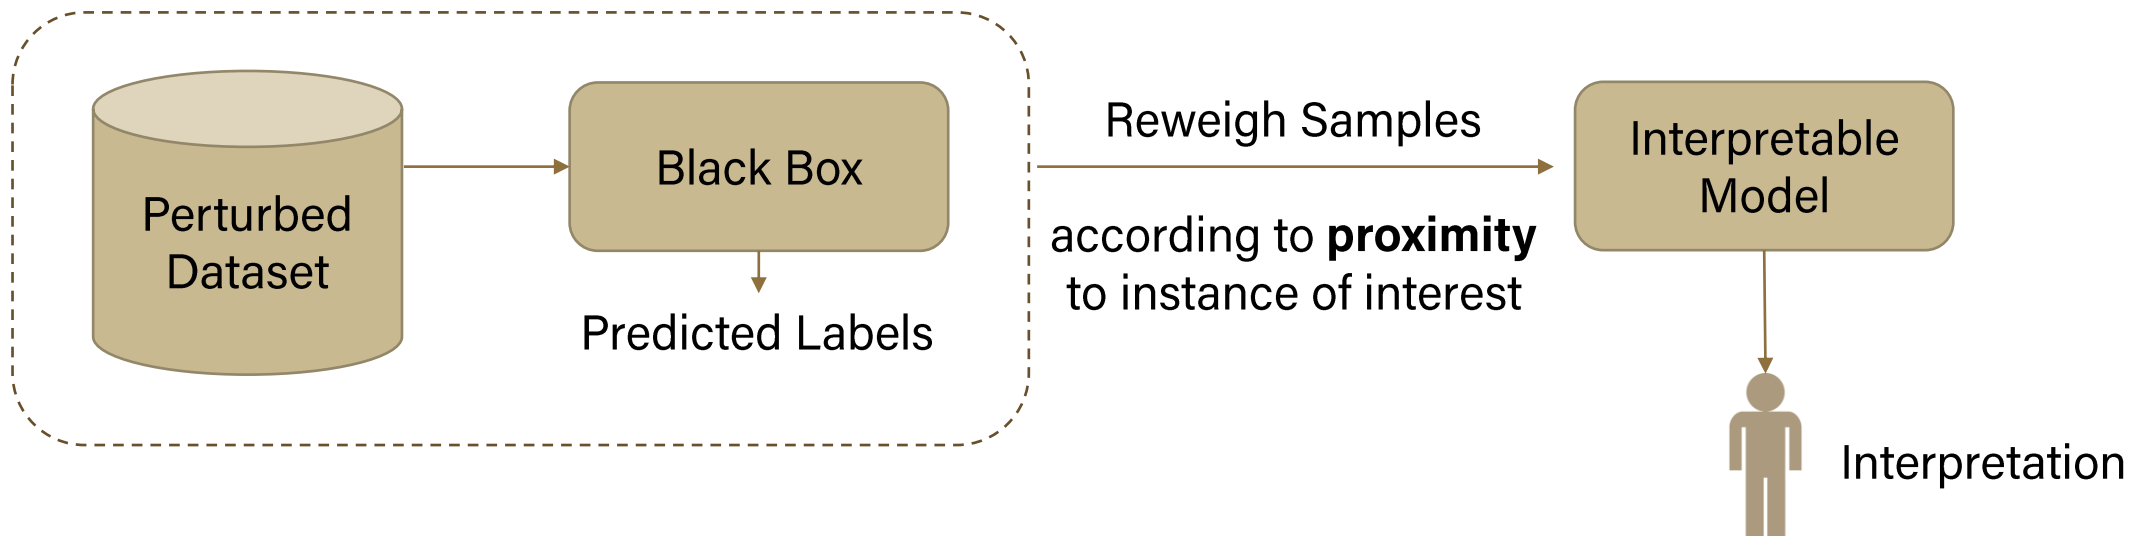 Perturbed
Dataset
Black Box
Predicted Labels
Reweigh Samples
according to proximity
to instance of interest
Interpretable
Model
Interpretation